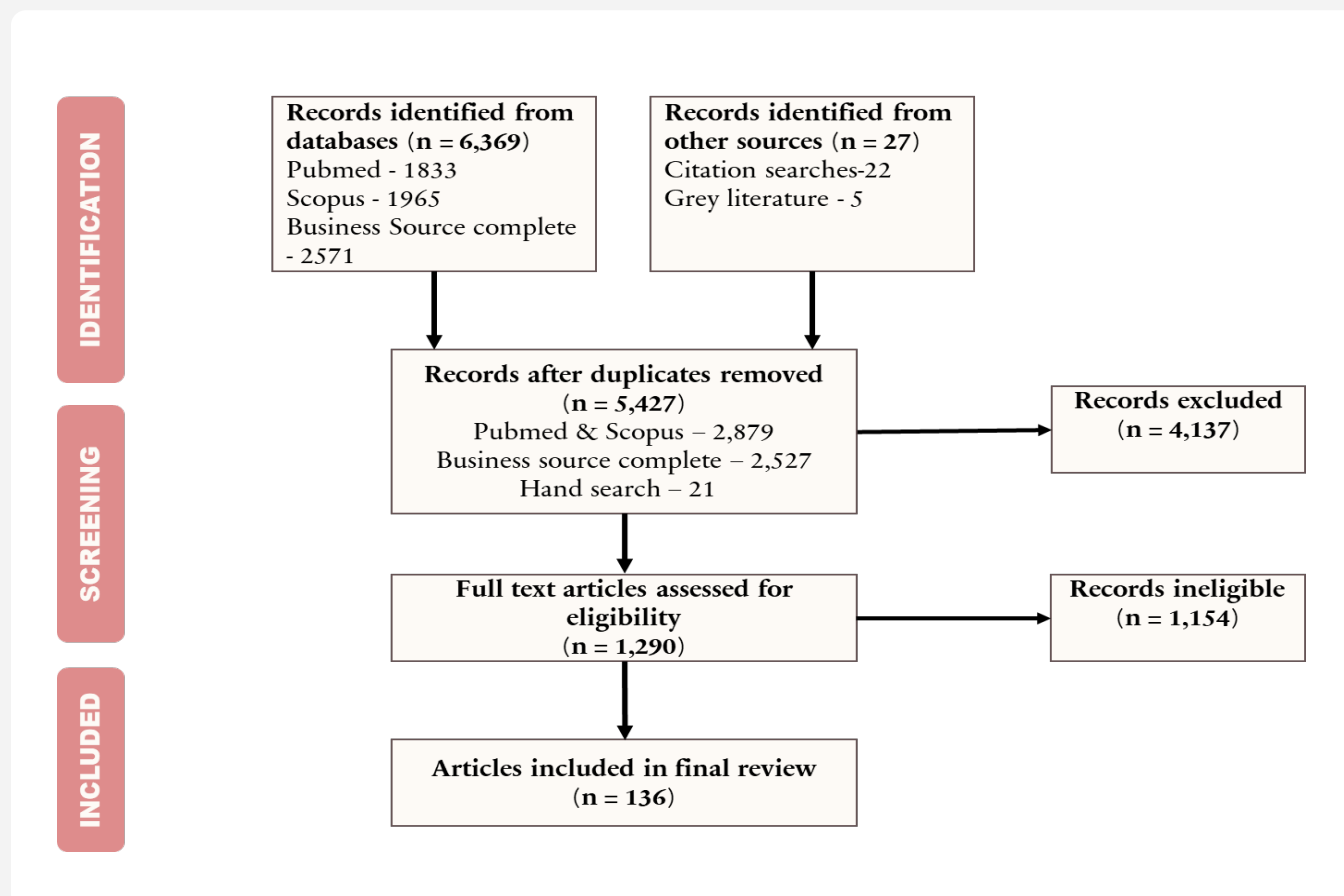 IDENTIFICATION
Records identified from
databases (n = 6,369)
Pubmed - 1833
Scopus - 1965
Business Source complete
- 2571
Records identified from
other sources (n = 27)
Citation searches-22
Grey literature - 5
SCREENING
Records after duplicates removed
(n = 5,427)
Pubmed & Scopus – 2,879
Business source complete – 2,527
Hand search – 21
Records excluded
(n = 4,137)
Full text articles assessed for
eligibility
(n = 1,290)
Records ineligible
(n = 1,154)
INCLUDED
Articles included in final review
(n = 136)